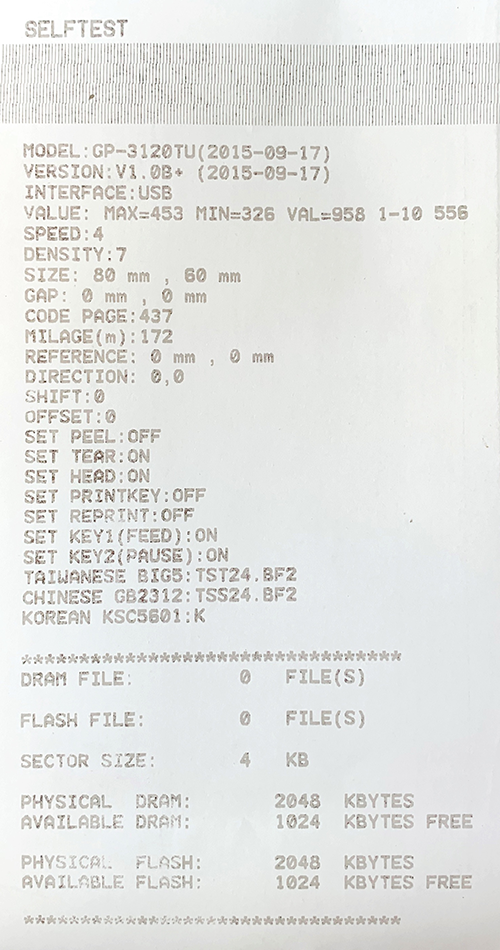 SELFTEST
MODEL:GP-3120TU(2015-09-17)
VERSION:V1.0B+ (2015-09-17)
INTERFACE:USB
VALUE: MAX=453 MIN=326 VAL=958 1-10 556
SPEED:4
DENSITY:7
SIZE: 80 mm , 60 mm
GAP: 0 mm , 0 mm
CODE PAGE:437
MILAGE(m):172
REFERENCE: 0 mm , 0 mm
DIRECTION: 0,0
SHIFT:0
OFFSET:0
SET PEEL:OFF
SET TEAR:ON
SET HEAD:ON
SET PRINTKEY:OFF
SET REPRINT:OFF
SET KEY1(FEED):ON
SET KEY2(PAUSE):ON
TAIWANESE BIG5:TST24.BF2
CHINESE GB2312:TSS24.BF2
KOREAN KSC5601:K
**************************************
DRAM FILE: 0 FILE(S)
FLASH FILE: 0 FILE(S)
SECTOR SIZE: 4 KB
PHYSICAL DRAM: 2048 KBYTES
AVAILABLE DRAM: 1024 KBYTES FREE
PHYSICAL FLASH: 2048 KBYTES
AVAILABLE FLASH: 1024 KBYTES FREE
**************************************